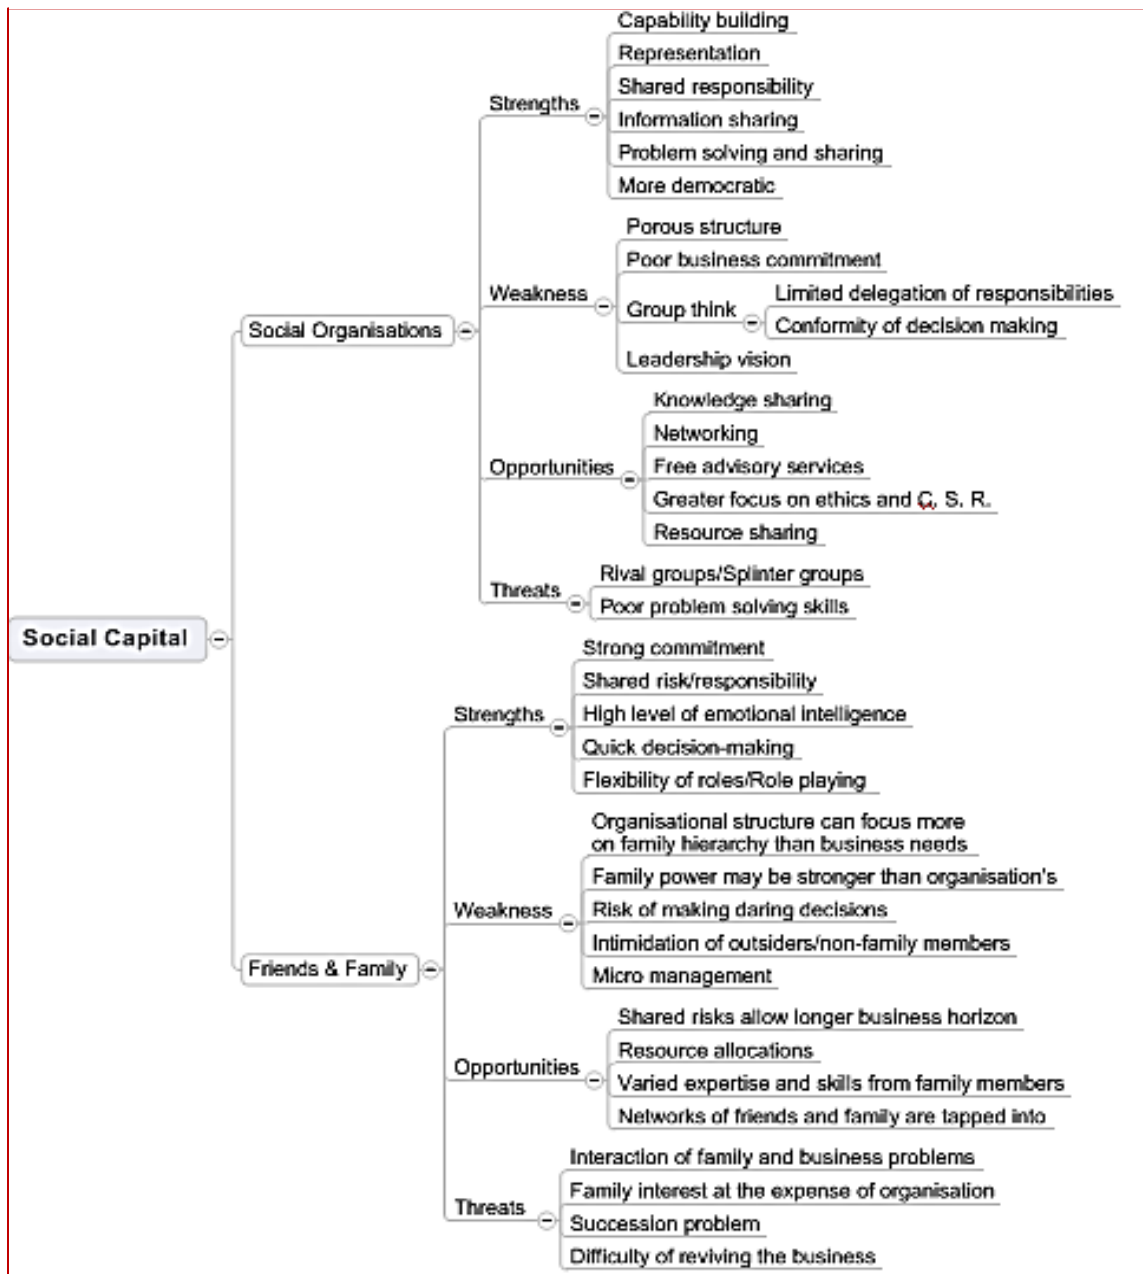 Social Capital
Social Organisations
Strengths
Capability building
Representation
Shared responsibility
Information sharing
Problem solving and sharing
More democratic
Weakness
Porous structure
Poor business commitment
Group think
Limited delegation of responsibilities
Conformity of decision making
Leadership vision
Opportunities
Knowledge sharing
Networking
Free advisory services
Greater focus on ethics and C. S. R.
Resource sharing
Threats
Rival groups/Splinter groups
Poor problem solving skills
Friends & Family
Strengths
Strong commitment
Shared risk/responsibility
High level of emotional intelligence
Quick decision-making
Flexibility of roles/Role playing
Weakness
Organisational structure can focus more
on family hierarchy than business needs
Family power may be stronger than organisation's
Risk of making daring decisions
Intimidation of outsiders/non-family members
Micro management
Opportunities
Shared risks allow longer business horizon
Resource allocations
Varied expertise and skills from family members
Networks of friends and family are tapped into
Threats
Interaction of family and business problems
Family interest at the expense of organisation
Succession problem
Difficulty of reviving the business